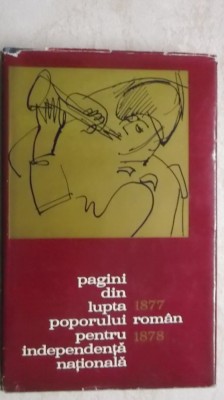 pagini
din
lupta 1877
poporului român
pentru 1878
independență
națională